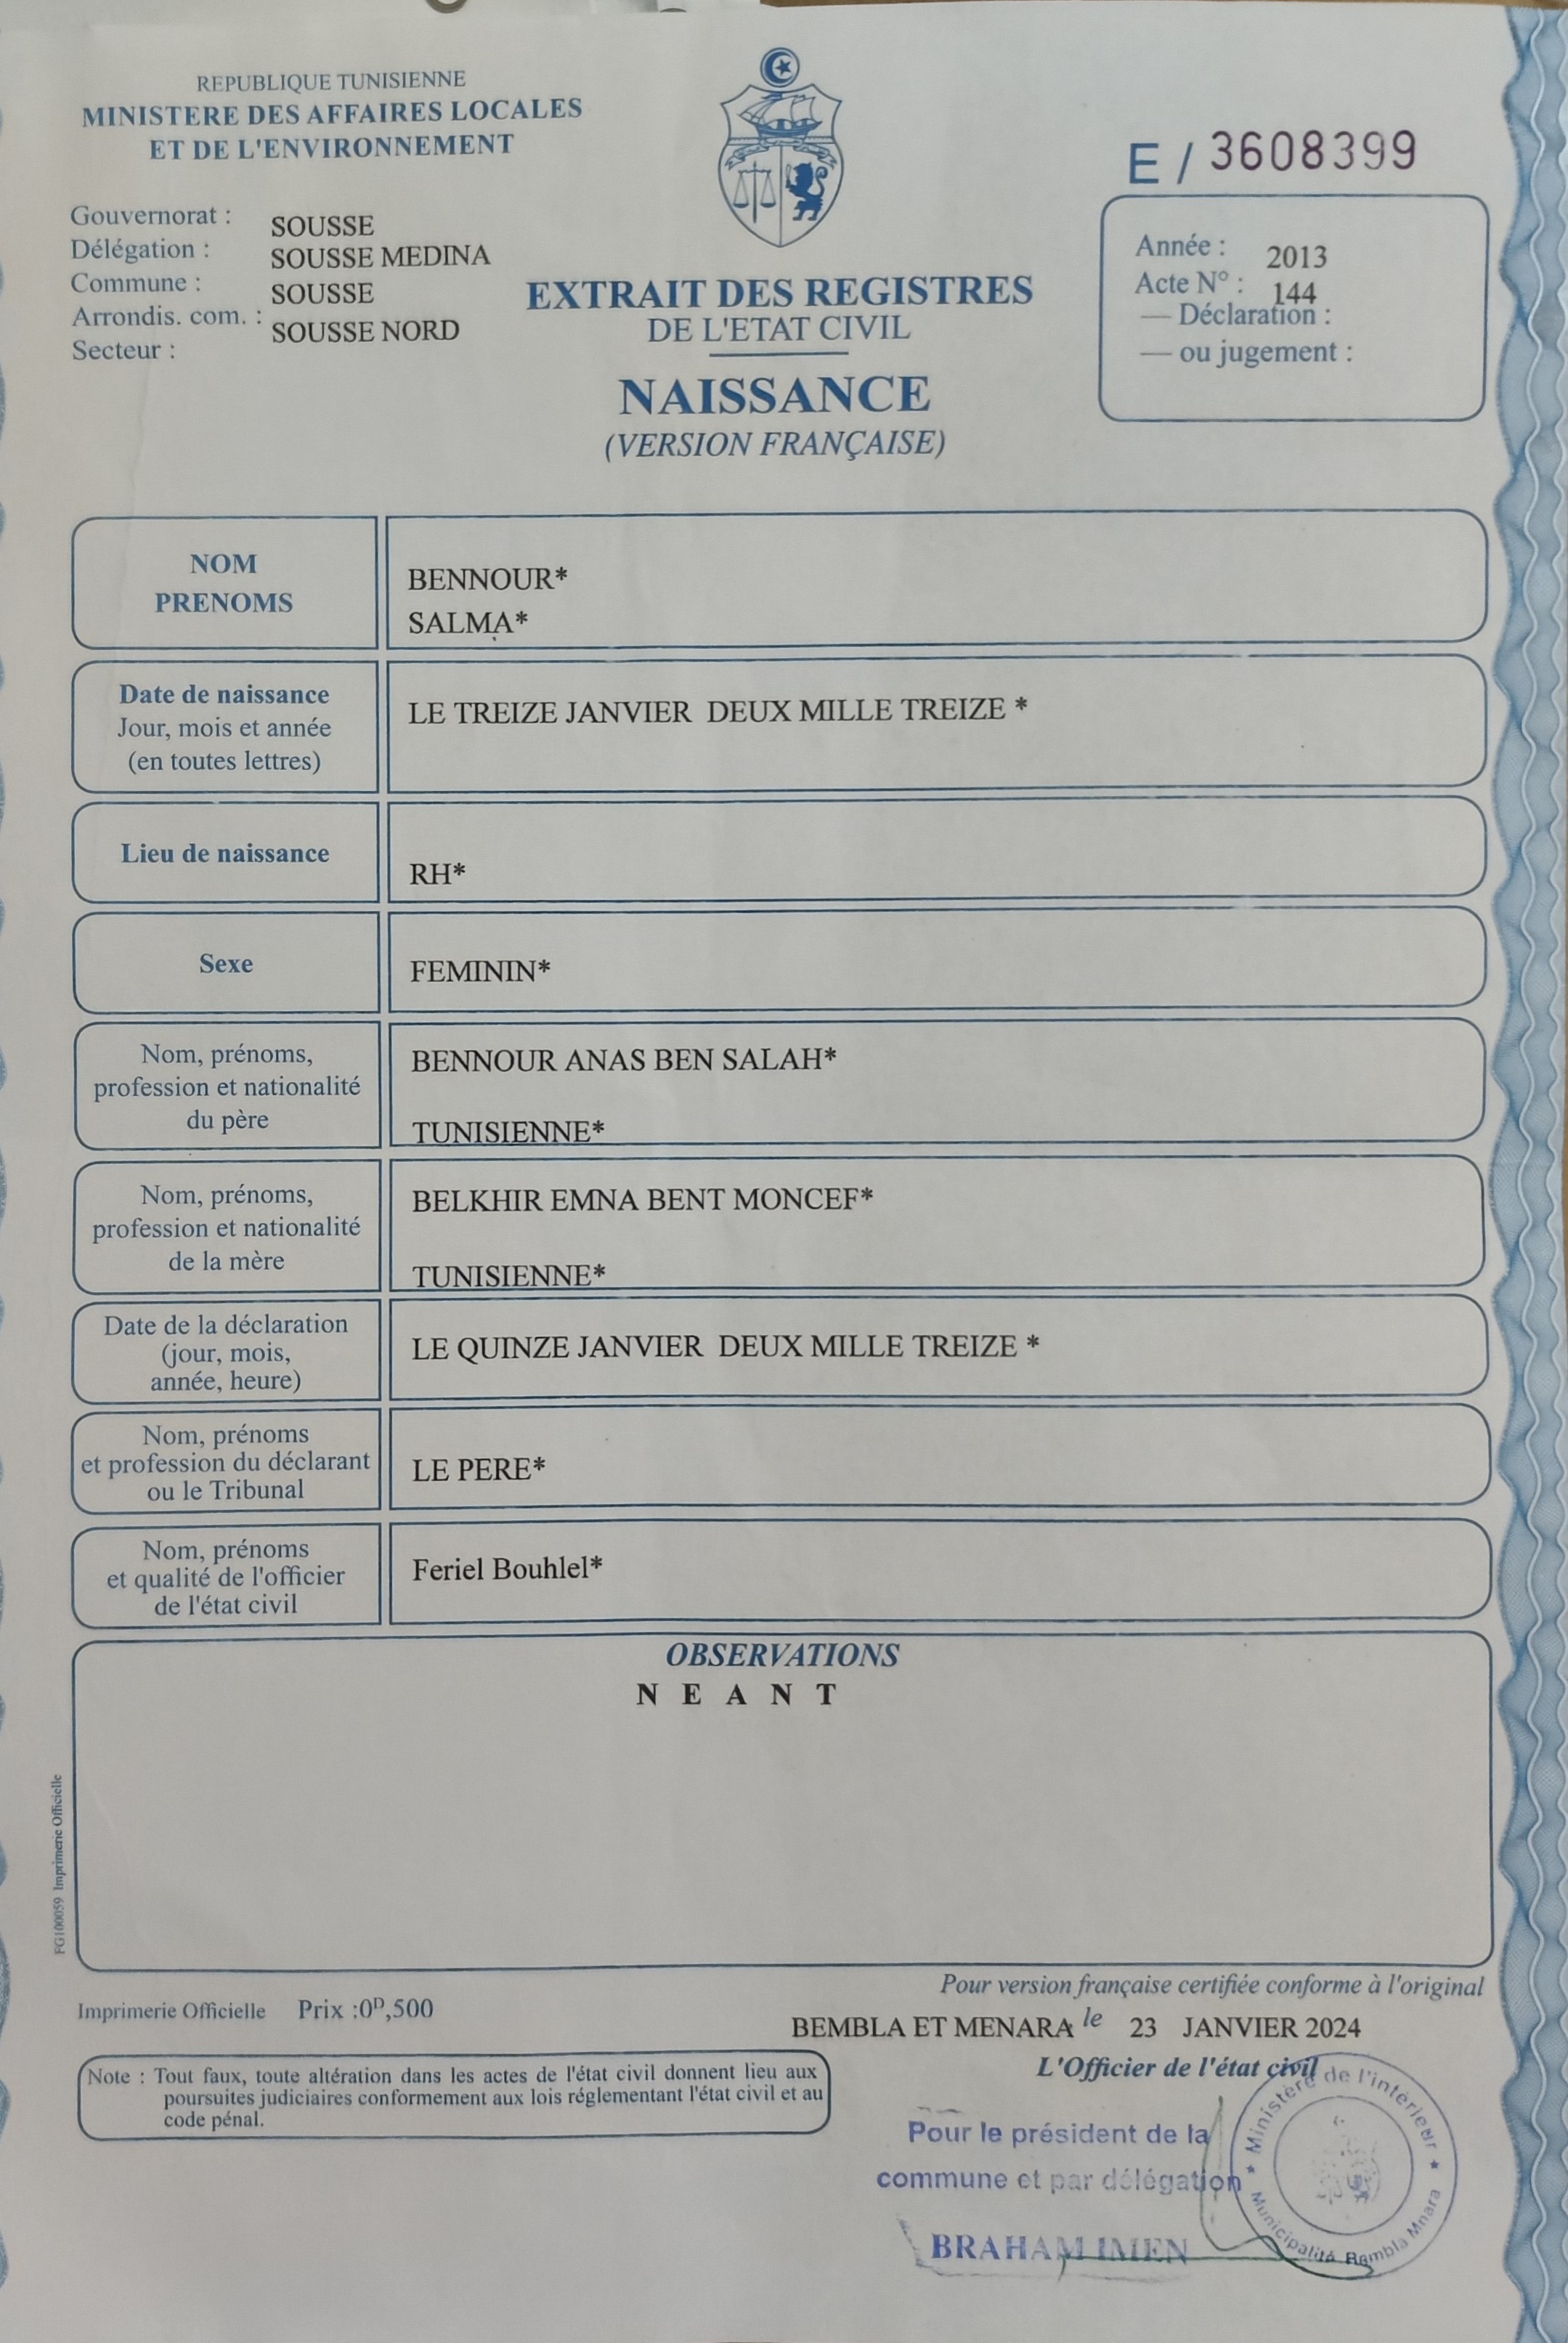 REPUBLIQUE TUNISIENNE
MINISTERE DES AFFAIRES LOCALES
ET DE L'ENVIRONNEMENT
E / 3608399
Gouvernorat : SOUSSE
Délégation : SOUSSE MEDINA
Commune : SOUSSE
Arrondis. com. : SOUSSE NORD
Secteur :
EXTRAIT DES REGISTRES
DE L'ETAT CIVIL
NAISSANCE
(VERSION FRANÇAISE)
Année : 2013
Acte N° : 144
— Déclaration :
— ou jugement :
NOM
PRENOMS
BENNOUR*
SALMA*
Date de naissance
Jour, mois et année
(en toutes lettres)
LE TREIZE JANVIER DEUX MILLE TREIZE *
Lieu de naissance
RH*
Sexe
FEMININ*
Nom, prénoms,
profession et nationalité
du père
BENNOUR ANAS BEN SALAH*
TUNISIENNE*
Nom, prénoms,
profession et nationalité
de la mère
BELKHIR EMNA BENT MONCEF*
TUNISIENNE*
Date de la déclaration
(jour, mois,
année, heure)
LE QUINZE JANVIER DEUX MILLE TREIZE *
Nom, prénoms
et profession du déclarant
ou le Tribunal
LE PERE*
Nom, prénoms
et qualité de l'officier
de l'état civil
Feriel Bouhlel*
OBSERVATIONS
N E A N T
FG100059 Imprimerie Officielle
Pour version française certifiée conforme à l'original
Imprimerie Officielle Prix :0D,500
BEMBLA ET MENARA le 23 JANVIER 2024
L'Officier de l'état civil
Note : Tout faux, toute altération dans les actes de l'état civil donnent lieu aux
poursuites judiciaires conformement aux lois réglementant l'état civil et au
code pénal.
Pour le président de la
commune et par délégation
BRAHAM IMEN
Ministère de l'intérieur
Municipalité Bembla Mnara